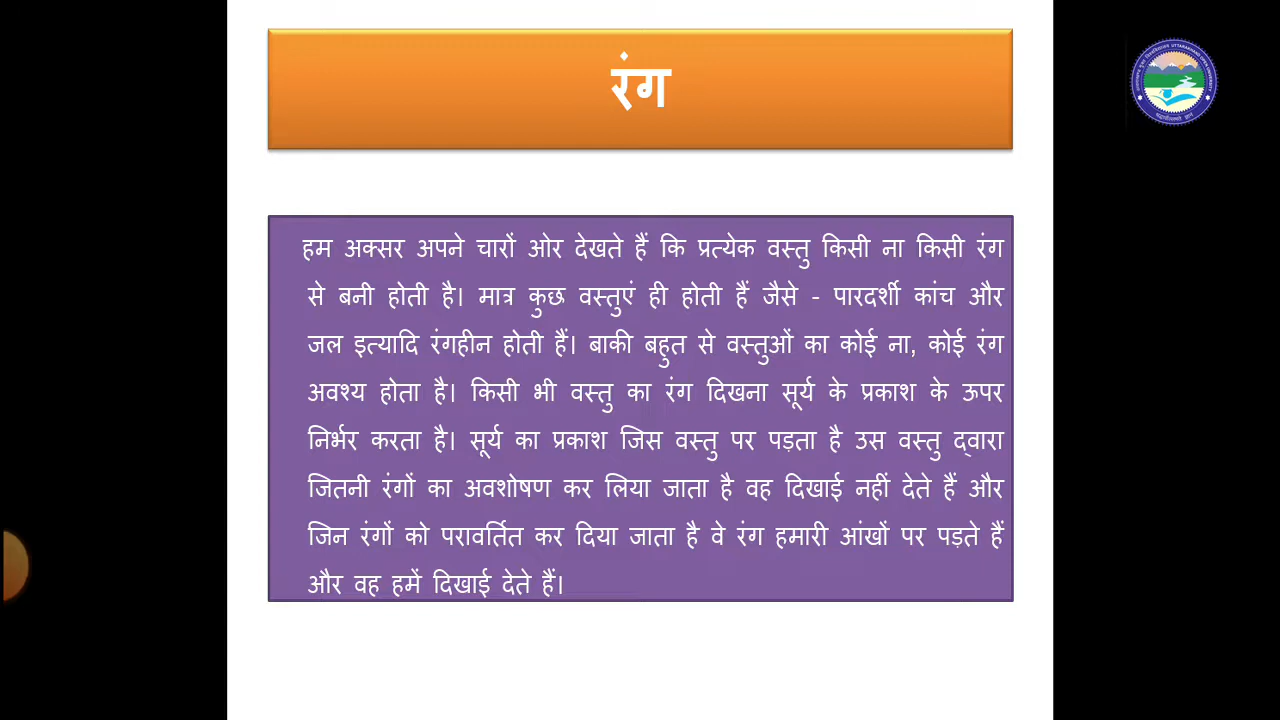 रंग
हम अक्सर अपने चारों ओर देखते हैं कि प्रत्येक वस्तु किसी ना किसी रंग
से बनी होती है। मात्र कुछ वस्तुएं ही होती हैं जैसे - पारदर्शी कांच और
जल इत्यादि रंगहीन होती हैं। बाकी बहुत से वस्तुओं का कोई ना, कोई रंग
अवश्य होता है। किसी भी वस्तु का रंग दिखना सूर्य के प्रकाश के ऊपर
निर्भर करता है। सूर्य का प्रकाश जिस वस्तु पर पड़ता है उस वस्तु द्वारा
जितनी रंगों का अवशोषण कर लिया जाता है वह दिखाई नहीं देते हैं और
जिन रंगों को परावर्तित कर दिया जाता है वे रंग हमारी आंखों पर पड़ते हैं
और वह हमें दिखाई देते हैं।